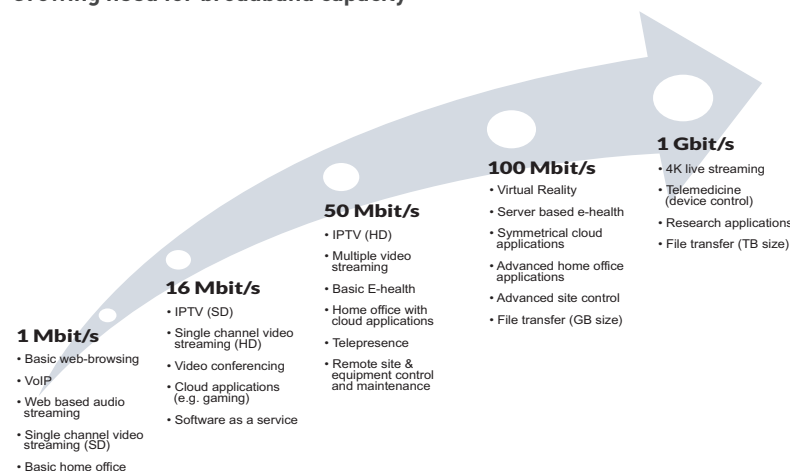 Growing need for broadband capacity
1 Mbit/s
• Basic web-browsing
• VoIP
• Web based audio
streaming
• Single channel video
streaming (SD)
• Basic home office
16 Mbit/s
• IPTV (SD)
• Single channel video
streaming (HD)
• Video conferencing
• Cloud applications
(e.g. gaming)
• Software as a service
50 Mbit/s
• IPTV (HD)
• Multiple video
streaming
• Basic E-health
• Home office with
cloud applications
• Telepresence
• Remote site &
equipment control
and maintenance
100 Mbit/s
• Virtual Reality
• Server based e-health
• Symmetrical cloud
applications
• Advanced home office
applications
• Advanced site control
• File transfer (GB size)
1 Gbit/s
• 4K live streaming
• Telemedicine
(device control)
• Research applications
• File transfer (TB size)